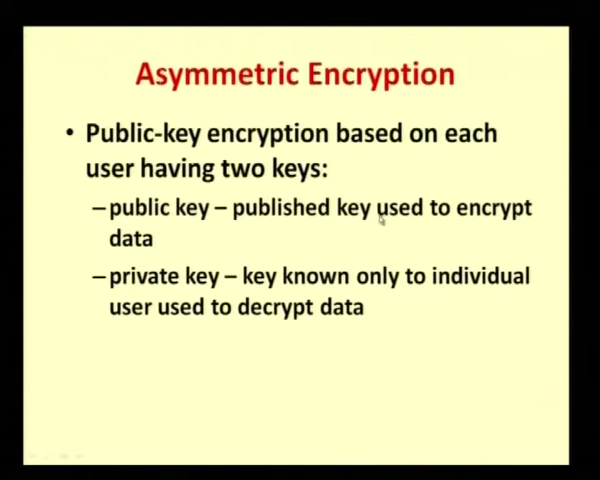 Asymmetric Encryption
• Public-key encryption based on each
user having two keys:
–public key – published key used to encrypt
data
–private key – key known only to individual
user used to decrypt data